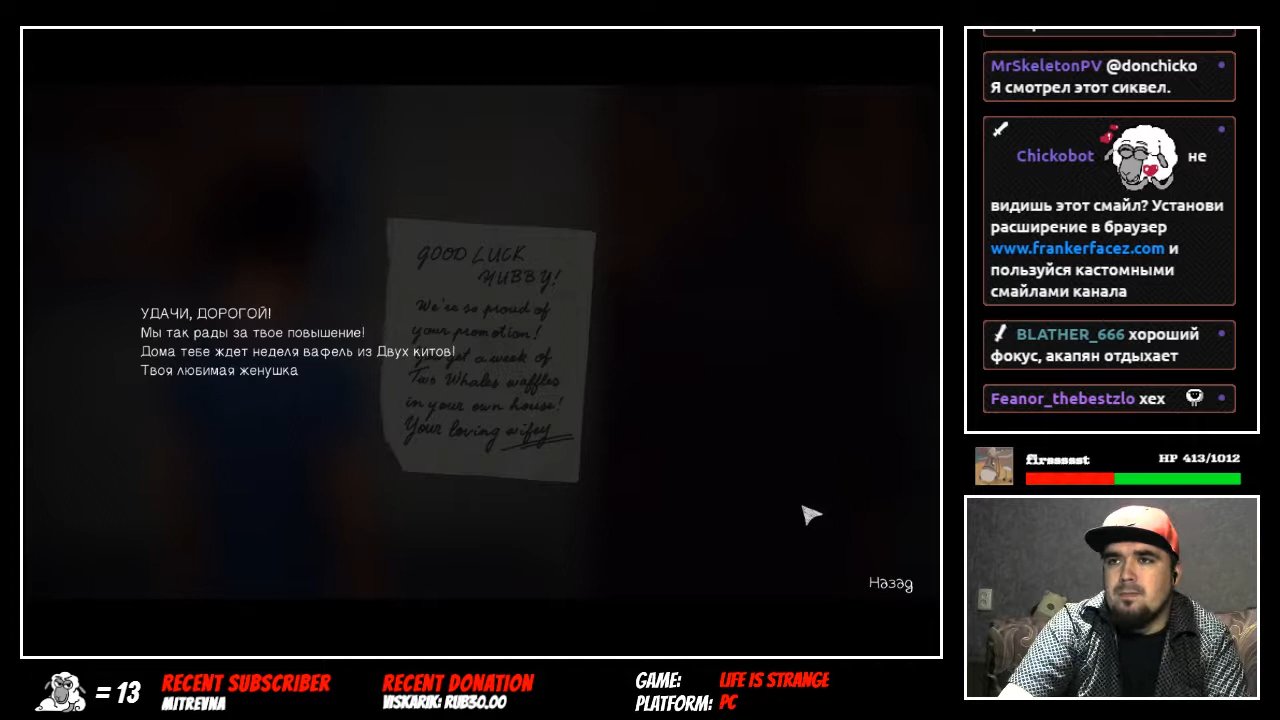 GOOD LUCK
HUBBY!
We're so proud of
your promotion!
You get a week of
Two Whales waffles
in your own house!
Your loving wifey
УДАЧИ, ДОРОГОЙ!
Мы так рады за твое повышение!
Дома тебе ждет неделя вафель из Двух китов!
Твоя любимая женушка
Назад
MrSkeletonPV @donchicko
Я смотрел этот сиквел.
Chickobot не
видишь этот смайл? Установи
расширение в браузер
www.frankerfacez.com и
пользуйся кастомными
смайлами канала
BLATHER_666 хороший
фокус, акапян отдыхает
Feanor_thebestzlo хех
flrssssst HP 413/1012
= 13
RECENT SUBSCRIBER
MITREVNA
RECENT DONATION
VISKARIK: RUB30.00
GAME: LIFE IS STRANGE
PLATFORM: PC